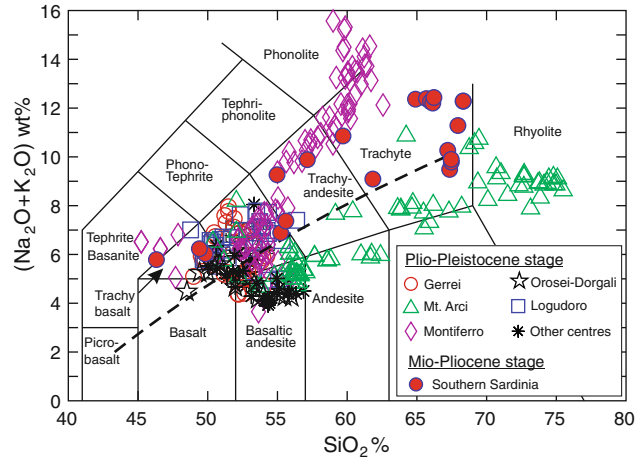 16
14
12
10
8
6
4
2
0
(Na2O+K2O) wt%
Phonolite
Tephri-
phonolite
Phono-
Tephrite
Tephrite
Basanite
Trachy
basalt
Picro-
basalt
Basalt
Basaltic
andesite
Andesite
Trachy-
andesite
Trachyte
Rhyolite
Plio-Pleistocene stage
Gerrei
Orosei-Dorgali
Mt. Arci
Logudoro
Montiferro
Other centres
Mio-Pliocene stage
Southern Sardinia
40 45 50 55 60 65 70 75 80
SiO2 %